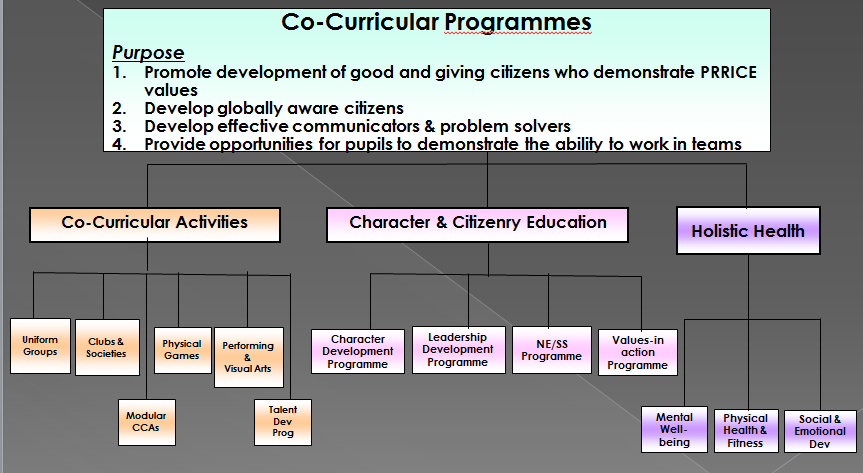 Co-Curricular Programmes
Purpose
1. Promote development of good and giving citizens who demonstrate PRRICE
values
2. Develop globally aware citizens
3. Develop effective communicators & problem solvers
4. Provide opportunities for pupils to demonstrate the ability to work in teams
Co-Curricular Activities
Character & Citizenry Education
Holistic Health
Uniform
Groups
Clubs &
Societies
Physical
Games
Performing
&
Visual Arts
Modular
CCAs
Talent
Dev
Prog
Character
Development
Programme
Leadership
Development
Programme
NE/SS
Programme
Values-in
action
Programme
Mental
Well-
being
Physical
Health &
Fitness
Social &
Emotional
Dev